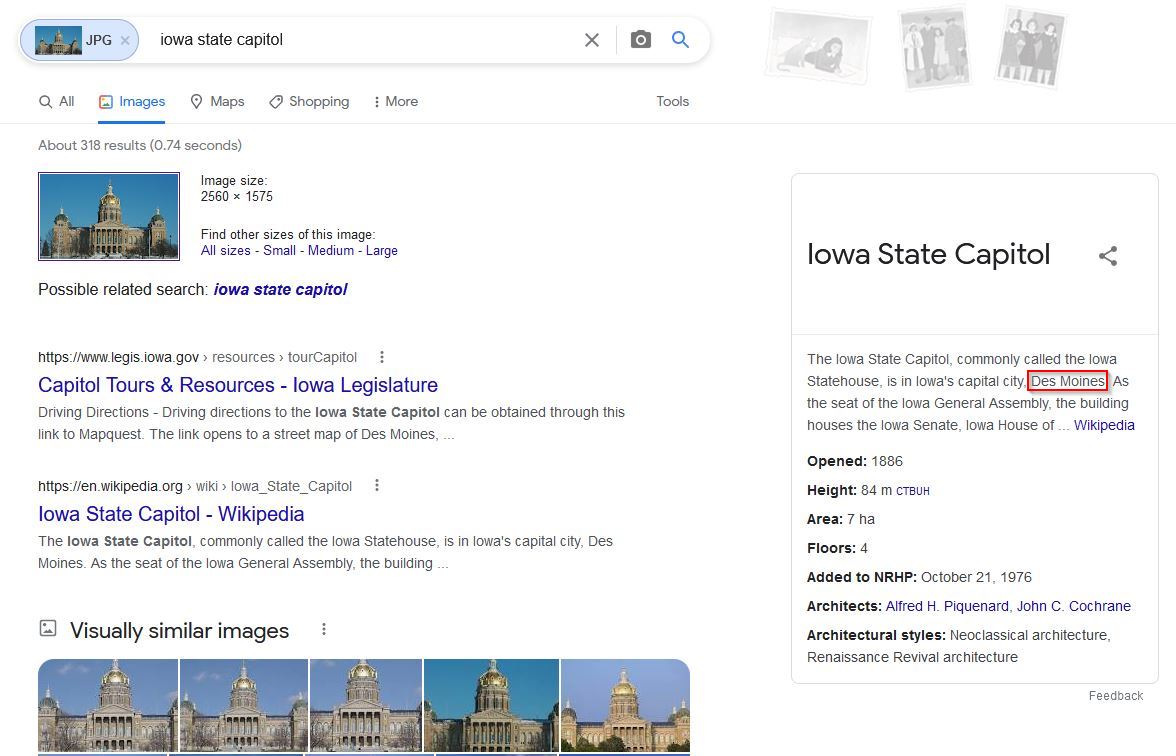 JPG × iowa state capitol
All Images Maps Shopping More Tools
About 318 results (0.74 seconds)
Image size:
2560 × 1575
Find other sizes of this image:
All sizes - Small - Medium - Large
Possible related search: iowa state capitol
https://www.legis.iowa.gov › resources › tourCapitol
Capitol Tours & Resources - Iowa Legislature
Driving Directions - Driving directions to the Iowa State Capitol can be obtained through this
link to Mapquest. The link opens to a street map of Des Moines, ...
https://en.wikipedia.org › wiki › Iowa_State_Capitol
Iowa State Capitol - Wikipedia
The Iowa State Capitol, commonly called the Iowa Statehouse, is in Iowa's capital city, Des
Moines. As the seat of the Iowa General Assembly, the building ...
Visually similar images
Iowa State Capitol
The Iowa State Capitol, commonly called the Iowa
Statehouse, is in Iowa's capital city, Des Moines. As
the seat of the Iowa General Assembly, the building
houses the Iowa Senate, Iowa House of ... Wikipedia
Opened: 1886
Height: 84 m CTBUH
Area: 7 ha
Floors: 4
Added to NRHP: October 21, 1976
Architects: Alfred H. Piquenard, John C. Cochrane
Architectural styles: Neoclassical architecture,
Renaissance Revival architecture
Feedback